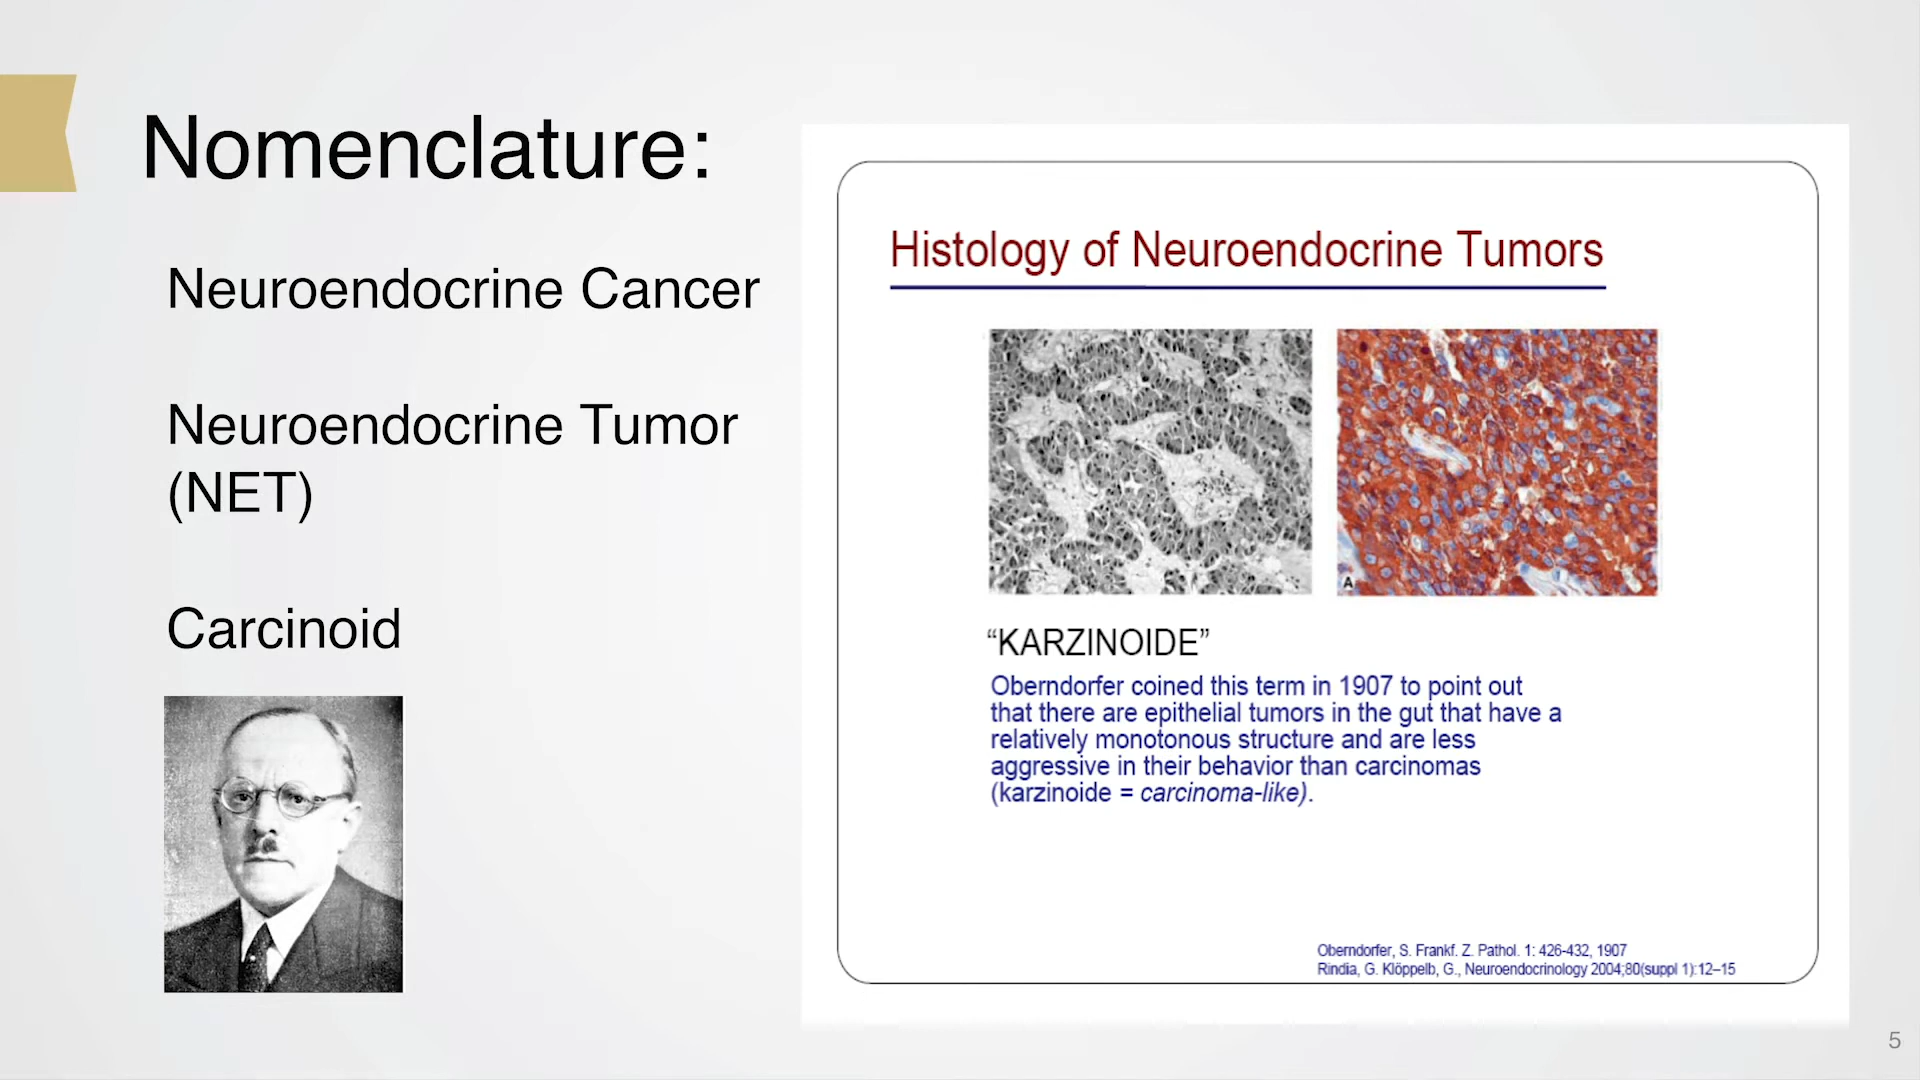 Nomenclature:
Neuroendocrine Cancer
Neuroendocrine Tumor
(NET)
Carcinoid
Histology of Neuroendocrine Tumors
A
“KARZINOIDE”
Oberndorfer coined this term in 1907 to point out
that there are epithelial tumors in the gut that have a
relatively monotonous structure and are less
aggressive in their behavior than carcinomas
(karzinoide = carcinoma-like).
Oberndorfer, S. Frankf. Z. Pathol. 1: 426-432, 1907
Rindia, G. Klöppelb, G., Neuroendocrinology 2004;80(suppl 1):12–15
5